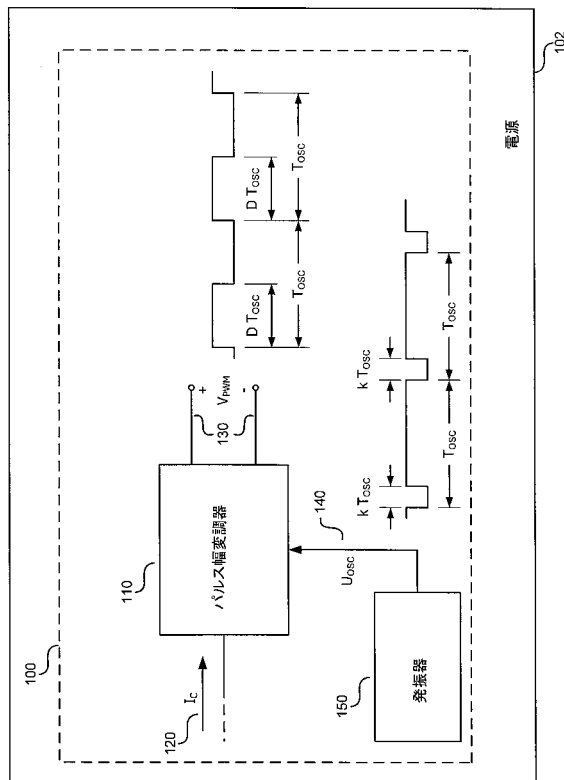 100
120
I_C
110
パルス幅変調器
130
+
V_PWM
-
D T_OSC
D T_OSC
T_OSC
T_OSC
150
発振器
140
U_OSC
k T_OSC
k T_OSC
T_OSC
T_OSC
電源
102